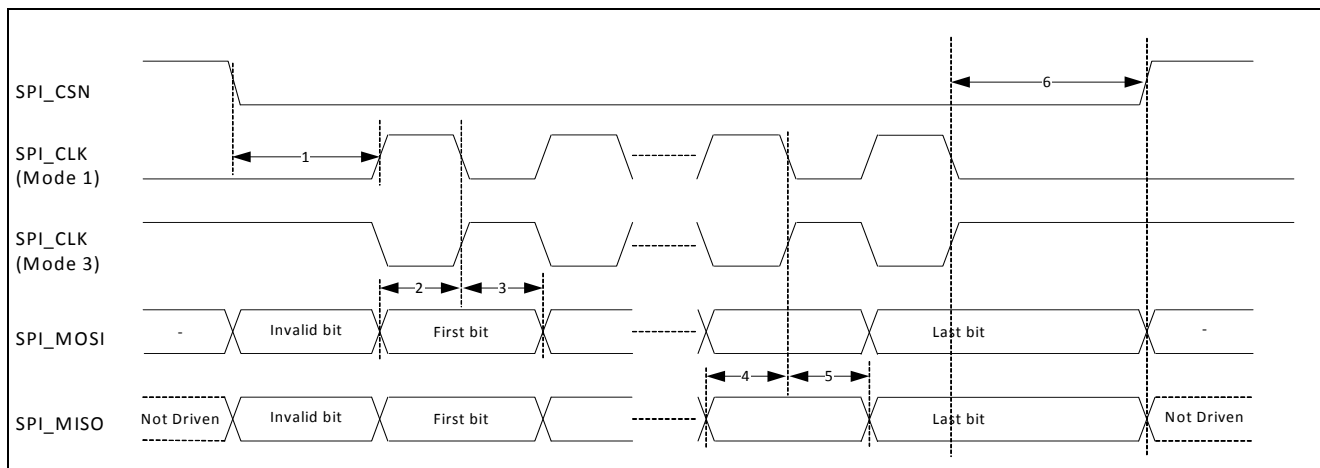 SPI_CSN
6
SPI_CLK
(Mode 1)
1
SPI_CLK
(Mode 3)
2
3
SPI_MOSI
-
Invalid bit
First bit
Last bit
-
4
5
SPI_MISO
Not Driven
Invalid bit
First bit
Last bit
Not Driven